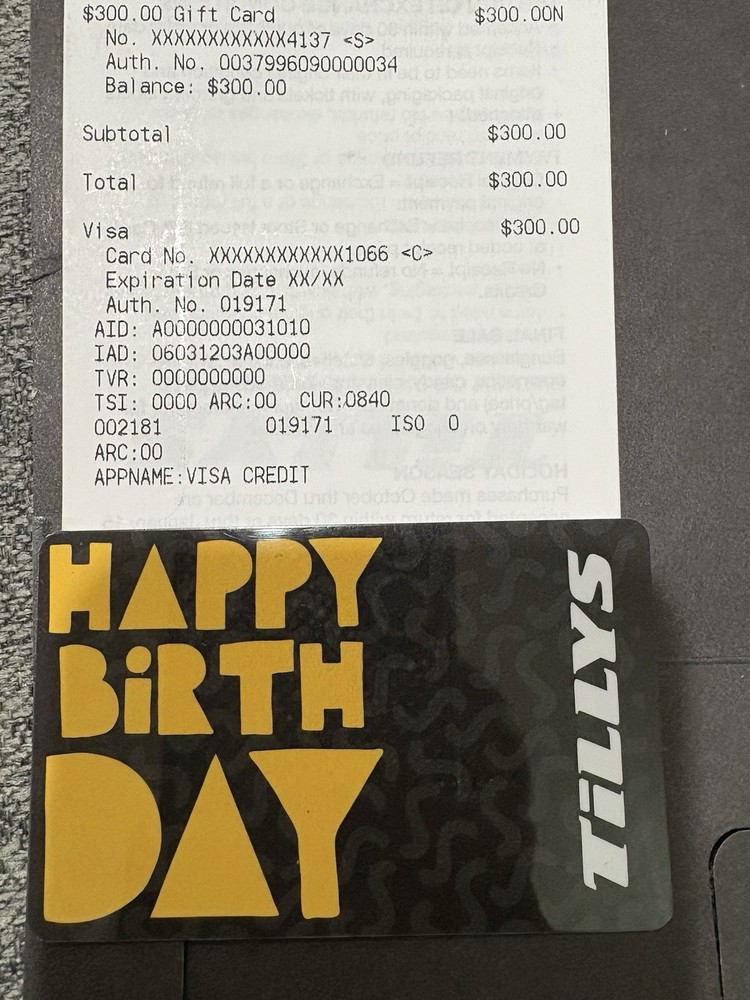 $300.00 Gift Card $300.00N
No. XXXXXXXXXXXX4137 <S>
Auth. No. 0037996090000034
Balance: $300.00
Subtotal $300.00
Total $300.00
Visa $300.00
Card No. XXXXXXXXXXXX1066 <C>
Expiration Date XX/XX
Auth. No. 019171
AID: A0000000031010
IAD: 06031203A00000
TVR: 0000000000
TSI: 0000 ARC:00 CUR:0840
002181 019171 ISO 0
ARC:00
APPNAME:VISA CREDIT
HAPPY
BiRTH
DAY
TiLLYS